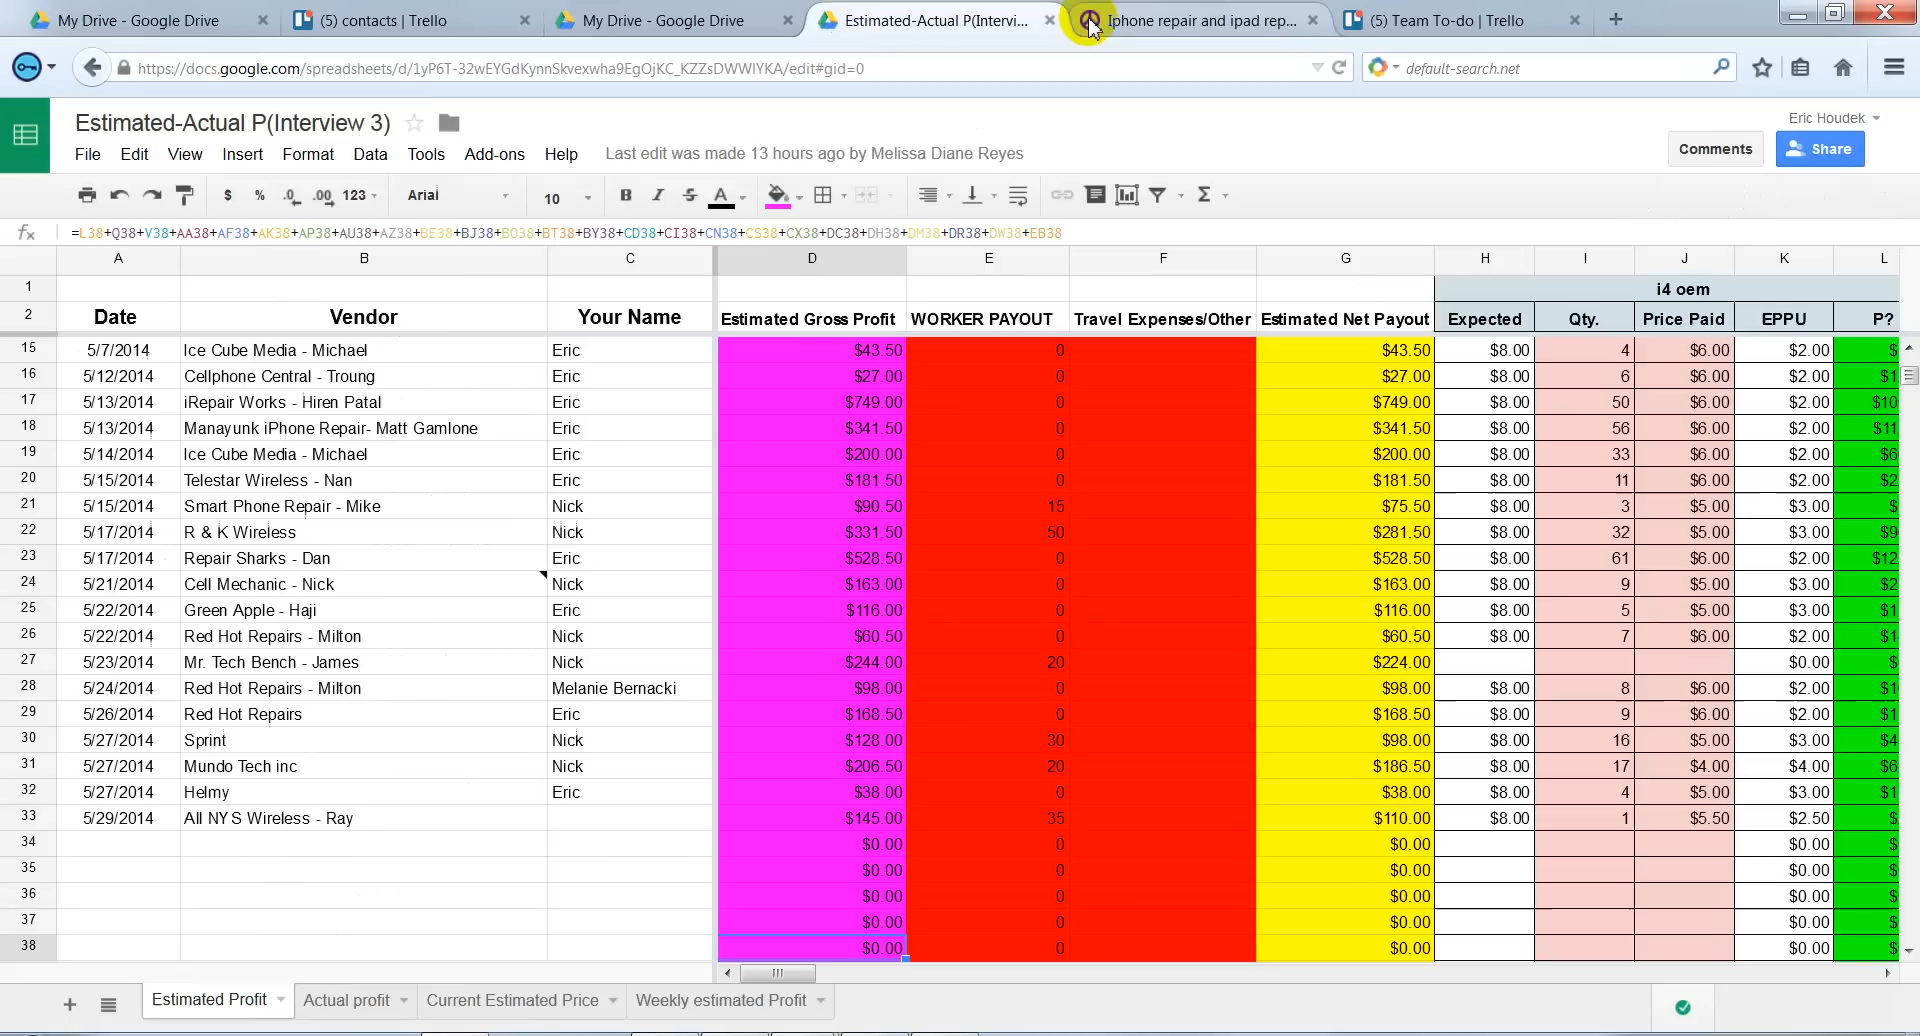 My Drive - Google Drive (5) contacts | Trello My Drive - Google Drive Estimated-Actual P(Intervi... Iphone repair and ipad rep... (5) Team To-do | Trello
https://docs.google.com/spreadsheets/d/1yP6T-32wEYGdKynnSkvexwha9EgOjKC_KZZsDWWIYKA/edit#gid=0 default-search.net
Estimated-Actual P(Interview 3) Eric Houdek
File Edit View Insert Format Data Tools Add-ons Help Last edit was made 13 hours ago by Melissa Diane Reyes Comments Share
$ % .0 .00 123 Arial 10 B I S A Σ
fx =L38+Q38+V38+AA38+AF38+AK38+AP38+AU38+AZ38+BE38+BJ38+BO38+BT38+BY38+CD38+CI38+CN38+CS38+CX38+DC38+DH38+DM38+DR38+DW38+EB38
A B C D E F G H I J K L
1 i4 oem
2 Date Vendor Your Name Estimated Gross Profit WORKER PAYOUT Travel Expenses/Other Estimated Net Payout Expected Qty. Price Paid EPPU P?
15 5/7/2014 Ice Cube Media - Michael Eric $43.50 0 $43.50 $8.00 4 $6.00 $2.00 $
16 5/12/2014 Cellphone Central - Troung Eric $27.00 0 $27.00 $8.00 6 $6.00 $2.00 $1
17 5/13/2014 iRepair Works - Hiren Patal Eric $749.00 0 $749.00 $8.00 50 $6.00 $2.00 $10
18 5/13/2014 Manayunk iPhone Repair- Matt Gamlone Eric $341.50 0 $341.50 $8.00 56 $6.00 $2.00 $11
19 5/14/2014 Ice Cube Media - Michael Eric $200.00 0 $200.00 $8.00 33 $6.00 $2.00 $6
20 5/15/2014 Telestar Wireless - Nan Eric $181.50 0 $181.50 $8.00 11 $6.00 $2.00 $2
21 5/15/2014 Smart Phone Repair - Mike Nick $90.50 15 $75.50 $8.00 3 $5.00 $3.00 $
22 5/17/2014 R & K Wireless Nick $331.50 50 $281.50 $8.00 32 $5.00 $3.00 $9
23 5/17/2014 Repair Sharks - Dan Eric $528.50 0 $528.50 $8.00 61 $6.00 $2.00 $12
24 5/21/2014 Cell Mechanic - Nick Nick $163.00 0 $163.00 $8.00 9 $5.00 $3.00 $2
25 5/22/2014 Green Apple - Haji Eric $116.00 0 $116.00 $8.00 5 $5.00 $3.00 $1
26 5/22/2014 Red Hot Repairs - Milton Nick $60.50 0 $60.50 $8.00 7 $6.00 $2.00 $1
27 5/23/2014 Mr. Tech Bench - James Nick $244.00 20 $224.00 $0.00 $
28 5/24/2014 Red Hot Repairs - Milton Melanie Bernacki $98.00 0 $98.00 $8.00 8 $6.00 $2.00 $1
29 5/26/2014 Red Hot Repairs Eric $168.50 0 $168.50 $8.00 9 $6.00 $2.00 $1
30 5/27/2014 Sprint Nick $128.00 30 $98.00 $8.00 16 $5.00 $3.00 $4
31 5/27/2014 Mundo Tech inc Nick $206.50 20 $186.50 $8.00 17 $4.00 $4.00 $6
32 5/27/2014 Helmy Eric $38.00 0 $38.00 $8.00 4 $5.00 $3.00 $1
33 5/29/2014 All NYS Wireless - Ray $145.00 35 $110.00 $8.00 1 $5.50 $2.50 $
34 $0.00 0 $0.00 $0.00 $
35 $0.00 0 $0.00 $0.00 $
36 $0.00 0 $0.00 $0.00 $
37 $0.00 0 $0.00 $0.00 $
38 $0.00 0 $0.00 $0.00 $
Estimated Profit Actual profit Current Estimated Price Weekly estimated Profit